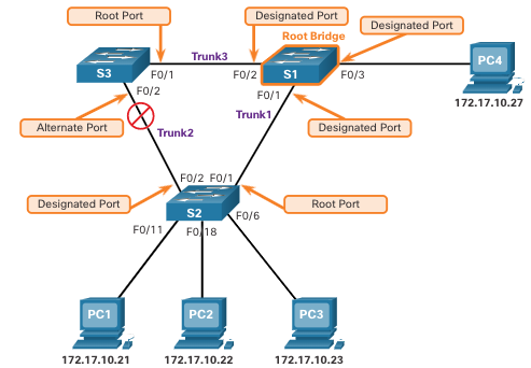 Root Port
Designated Port
Designated Port
Root Bridge
Trunk3
S3
F0/1
F0/2
S1
F0/3
PC4
F0/2
F0/1
172.17.10.27
Trunk1
Alternate Port
Trunk2
Designated Port
F0/2
F0/1
Designated Port
Root Port
S2
F0/6
F0/11
F0/18
PC1
PC2
PC3
172.17.10.21
172.17.10.22
172.17.10.23